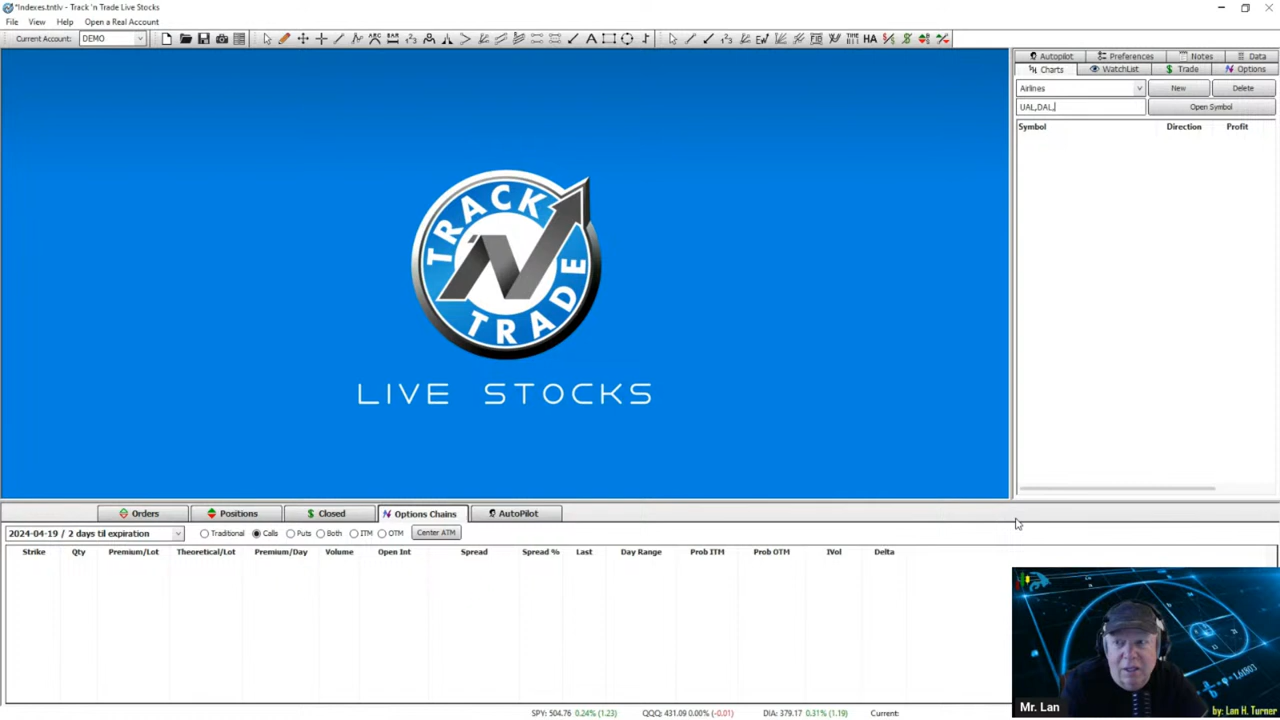 *Indexes.tntlv - Track 'n Trade Live Stocks
File View Help Open a Real Account
Current Account: DEMO
Autopilot Preferences Notes Data
Charts WatchList Trade Options
Airlines New Delete
UAL,DAL, Open Symbol
Symbol Direction Profit
TRACK
'N
TRADE
LIVE STOCKS
Orders Positions Closed Options Chains AutoPilot
2024-04-19 / 2 days til expiration Traditional Calls Puts Both ITM OTM Center ATM
Strike Qty Premium/Lot Theoretical/Lot Premium/Day Volume Open Int Spread Spread % Last Day Range Prob ITM Prob OTM IVol Delta
Mr. Lan
by: Lan H. Turner
SPY: 504.76 0.24% (1.23) QQQ: 431.09 0.00% (-0.01) DIA: 379.17 0.31% (1.19) Current: